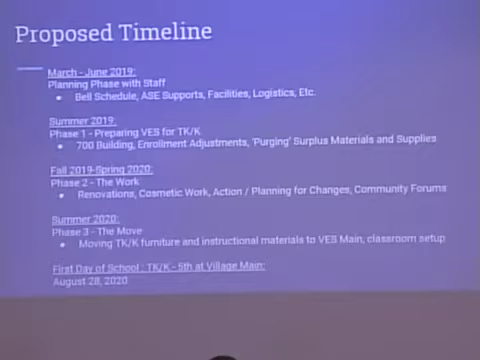 Proposed Timeline
March - June 2019:
Planning Phase with Staff
● Bell Schedule, ASE Supports, Facilities, Logistics, Etc.
Summer 2019:
Phase 1 - Preparing VES for TK/K
● 700 Building, Enrollment Adjustments, 'Purging' Surplus Materials and Supplies
Fall 2019-Spring 2020:
Phase 2 - The Work
● Renovations, Cosmetic Work, Action / Planning for Changes, Community Forums
Summer 2020:
Phase 3 - The Move
● Moving TK/K furniture and instructional materials to VES Main, classroom setup
First Day of School : TK/K - 5th at Village Main:
August 28, 2020